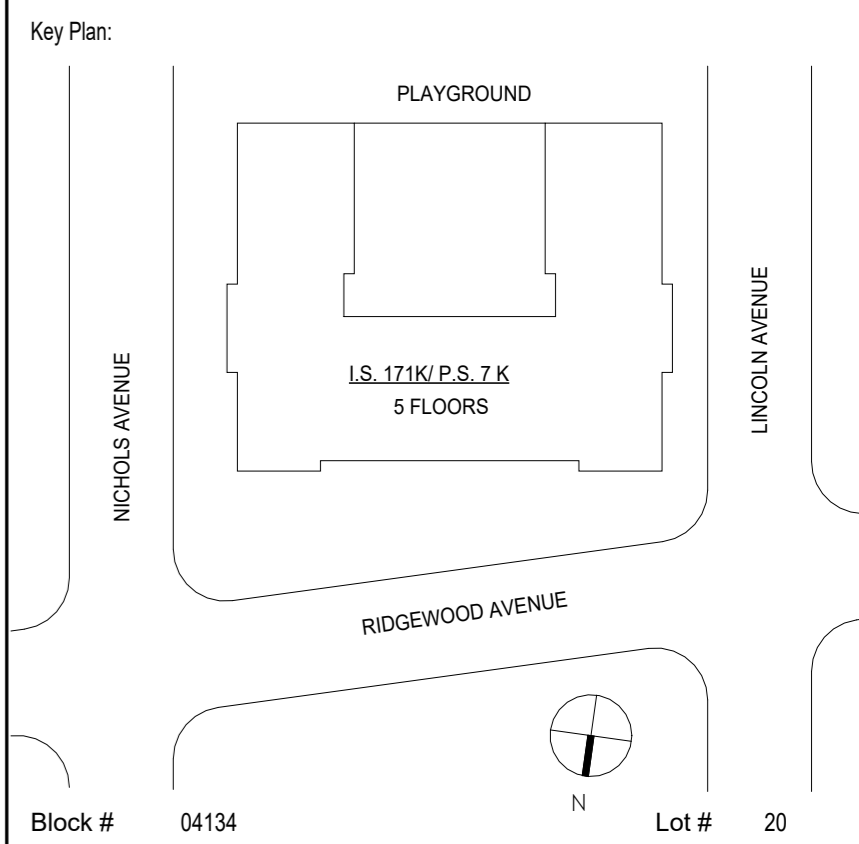 Key Plan:
PLAYGROUND
NICHOLS AVENUE
I.S. 171K/ P.S. 7 K
5 FLOORS
LINCOLN AVENUE
RIDGEWOOD AVENUE
N
Block # 04134 Lot # 20